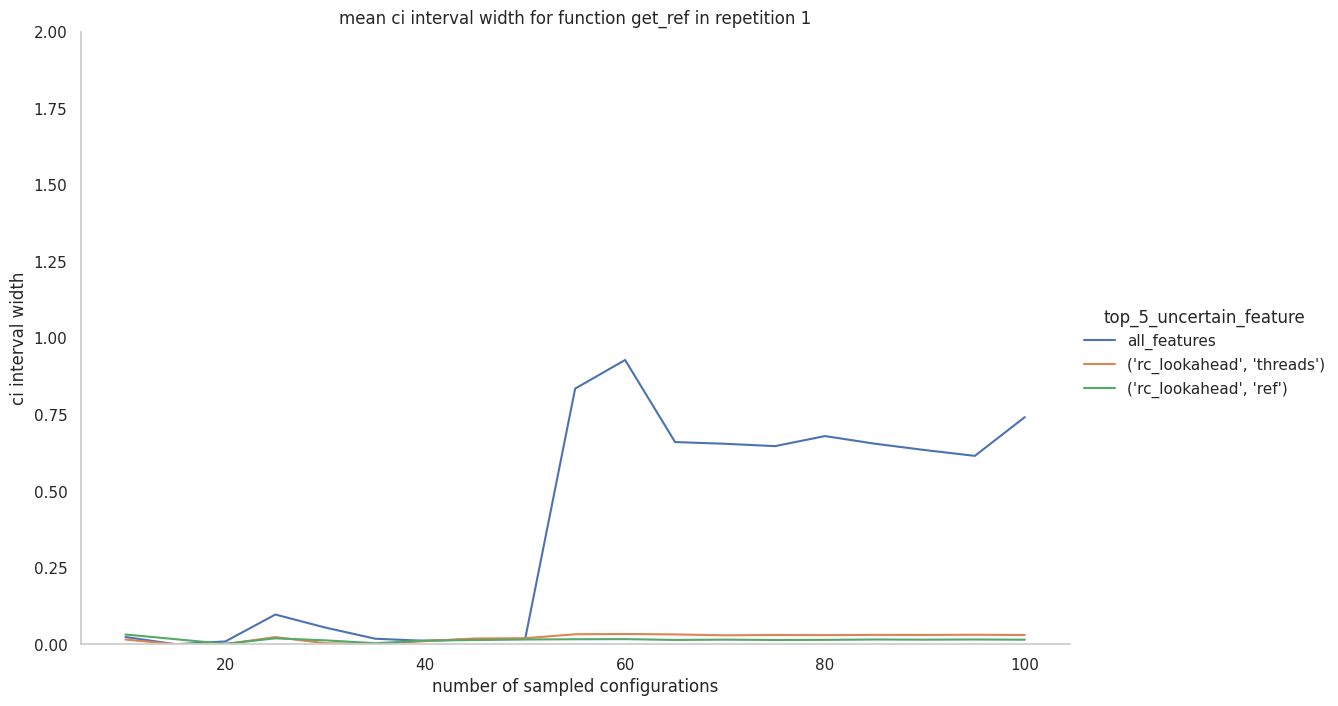 mean ci interval width for function get_ref in repetition 1
2.00
1.75
1.50
1.25
1.00
0.75
0.50
0.25
0.00
ci interval width
20
40
60
80
100
number of sampled configurations
top_5_uncertain_feature
all_features
('rc_lookahead', 'threads')
('rc_lookahead', 'ref')